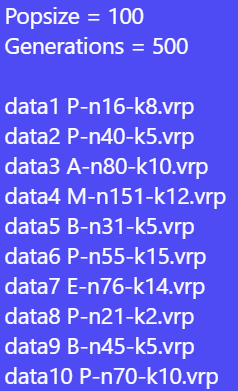 Popsize = 100
Generations = 500
data1 P-n16-k8.vrp
data2 P-n40-k5.vrp
data3 A-n80-k10.vrp
data4 M-n151-k12.vrp
data5 B-n31-k5.vrp
data6 P-n55-k15.vrp
data7 E-n76-k14.vrp
data8 P-n21-k2.vrp
data9 B-n45-k5.vrp
data10 P-n70-k10.vrp